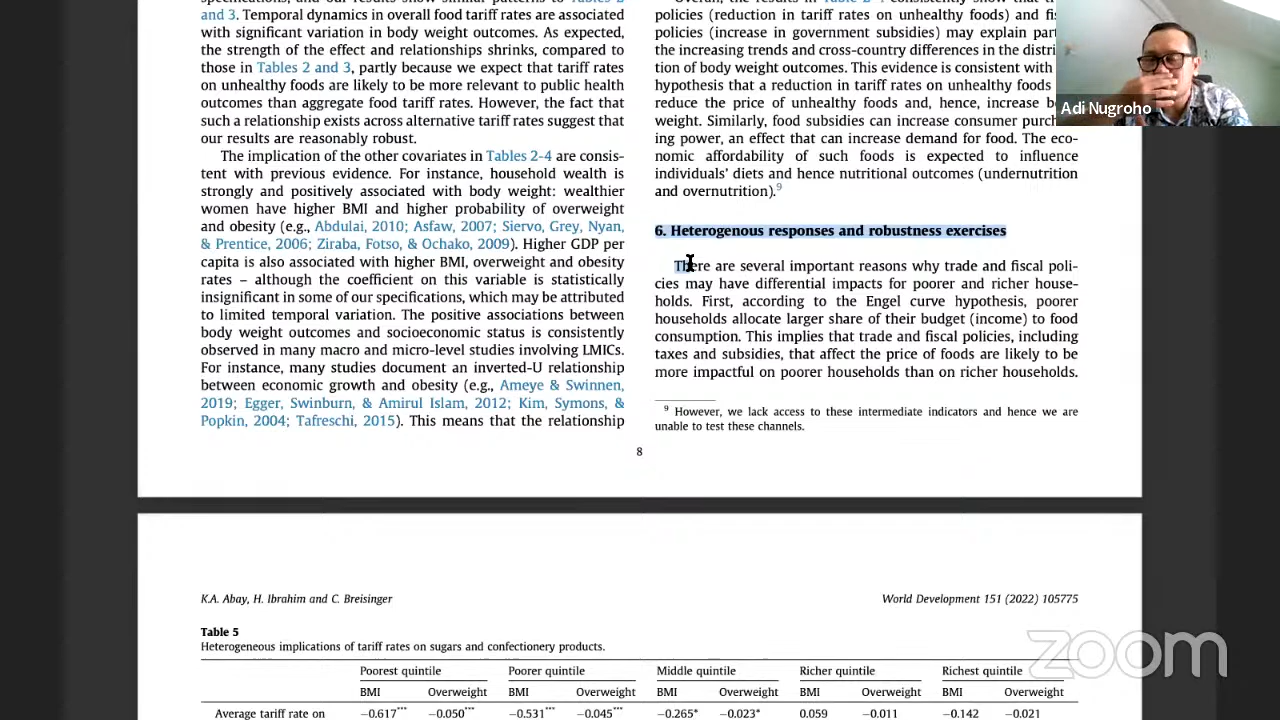 specifications, and our results show similar patterns to Tables 2
and 3. Temporal dynamics in overall food tariff rates are associated
with significant variation in body weight outcomes. As expected,
the strength of the effect and relationships shrinks, compared to
those in Tables 2 and 3, partly because we expect that tariff rates
on unhealthy foods are likely to be more relevant to public health
outcomes than aggregate food tariff rates. However, the fact that
such a relationship exists across alternative tariff rates suggest that
our results are reasonably robust.
The implication of the other covariates in Tables 2-4 are consis-
tent with previous evidence. For instance, household wealth is
strongly and positively associated with body weight: wealthier
women have higher BMI and higher probability of overweight
and obesity (e.g., Abdulai, 2010; Asfaw, 2007; Siervo, Grey, Nyan,
& Prentice, 2006; Ziraba, Fotso, & Ochako, 2009). Higher GDP per
capita is also associated with higher BMI, overweight and obesity
rates – although the coefficient on this variable is statistically
insignificant in some of our specifications, which may be attributed
to limited temporal variation. The positive associations between
body weight outcomes and socioeconomic status is consistently
observed in many macro and micro-level studies involving LMICs.
For instance, many studies document an inverted-U relationship
between economic growth and obesity (e.g., Ameye & Swinnen,
2019; Egger, Swinburn, & Amirul Islam, 2012; Kim, Symons, &
Popkin, 2004; Tafreschi, 2015). This means that the relationship
policies (reduction in tariff rates on unhealthy foods) and
policies (increase in government subsidies) may explain
the increasing trends and cross-country differences in the
tion of body weight outcomes. This evidence is consistent with
hypothesis that a reduction in tariff rates on unhealthy foods
reduce the price of unhealthy foods and, hence, increase
weight. Similarly, food subsidies can increase consumer
ing power, an effect that can increase demand for food. The eco-
nomic affordability of such foods is expected to influence
individuals' diets and hence nutritional outcomes (undernutrition
and overnutrition).9
6. Heterogenous responses and robustness exercises
There are several important reasons why trade and fiscal poli-
cies may have differential impacts for poorer and richer house-
holds. First, according to the Engel curve hypothesis, poorer
households allocate larger share of their budget (income) to food
consumption. This implies that trade and fiscal policies, including
taxes and subsidies, that affect the price of foods are likely to be
more impactful on poorer households than on richer households.
9 However, we lack access to these intermediate indicators and hence we are
unable to test these channels.
8
Adi Nugroho
K.A. Abay, H. Ibrahim and C. Breisinger
World Development 151 (2022) 105775
Table 5
Heterogeneous implications of tariff rates on sugars and confectionery products.
Poorest quintile Poorer quintile Middle quintile Richer quintile Richest quintile
BMI Overweight BMI Overweight BMI Overweight BMI Overweight BMI Overweight
Average tariff rate on −0.617*** −0.050*** −0.531*** −0.045*** −0.265* −0.023* 0.059 −0.011 −0.142 −0.021
zoom